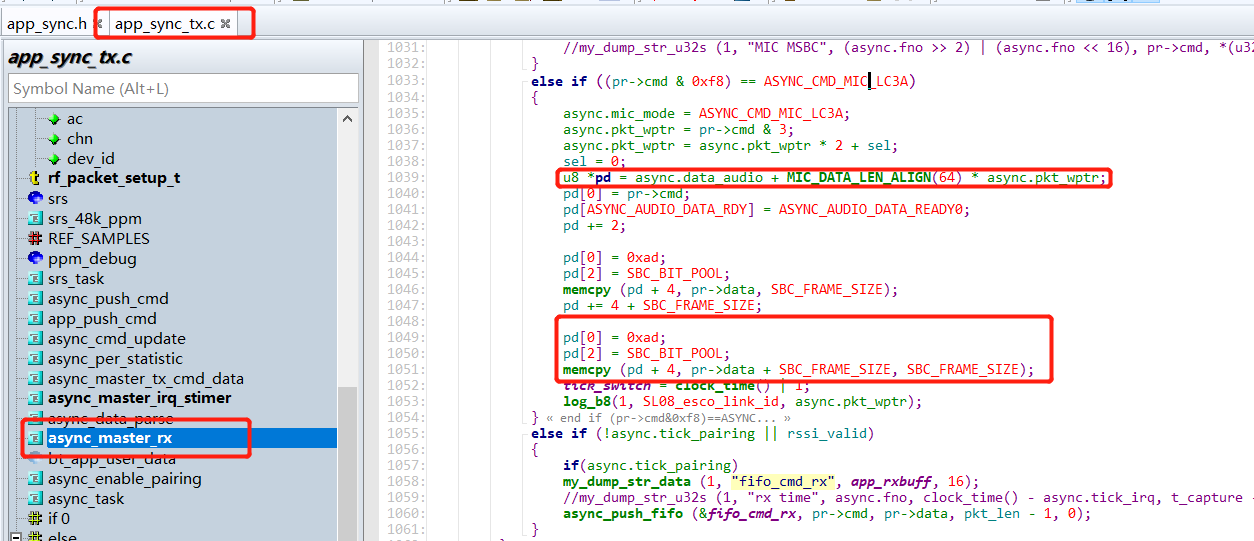 app_sync.h
app_sync_tx.c
app_sync_tx.c
Symbol Name (Alt+L)
ac
chn
dev_id
rf_packet_setup_t
srs
srs_48k_ppm
REF_SAMPLES
ppm_debug
srs_task
async_push_cmd
app_push_cmd
async_cmd_update
async_per_statistic
async_master_tx_cmd_data
async_master_irq_stimer
async_data_parse
async_master_rx
bt_app_user_data
async_enable_pairing
async_task
if 0
else
1031: //my_dump_str_u32s (1, "MIC MSBC", (async.fno >> 2) | (async.fno << 16), pr->cmd, *(u32
1032: }
1033: else if ((pr->cmd & 0xf8) == ASYNC_CMD_MIC_LC3A)
1034: {
1035: async.mic_mode = ASYNC_CMD_MIC_LC3A;
1036: async.pkt_wptr = pr->cmd & 3;
1037: async.pkt_wptr = async.pkt_wptr * 2 + sel;
1038: sel = 0;
1039: u8 *pd = async.data_audio + MIC_DATA_LEN_ALIGN(64) * async.pkt_wptr;
1040: pd[0] = pr->cmd;
1041: pd[ASYNC_AUDIO_DATA_RDY] = ASYNC_AUDIO_DATA_READY0;
1042: pd += 2;
1043:
1044: pd[0] = 0xad;
1045: pd[2] = SBC_BIT_POOL;
1046: memcpy (pd + 4, pr->data, SBC_FRAME_SIZE);
1047: pd += 4 + SBC_FRAME_SIZE;
1048:
1049: pd[0] = 0xad;
1050: pd[2] = SBC_BIT_POOL;
1051: memcpy (pd + 4, pr->data + SBC_FRAME_SIZE, SBC_FRAME_SIZE);
1052: tick_switch = clock_time() | 1;
1053: log_b8(1, SL08_esco_link_id, async.pkt_wptr);
1054: } « end if (pr->cmd&0xf8)==ASYNC... »
1055: else if (!async.tick_pairing || rssi_valid)
1056: {
1057: if(async.tick_pairing)
1058: my_dump_str_data (1, "fifo_cmd_rx", app_rxbuff, 16);
1059: //my_dump_str_u32s (1, "rx time", async.fno, clock_time() - async.tick_irq, t_capture -
1060: async_push_fifo (&fifo_cmd_rx, pr->cmd, pr->data, pkt_len - 1, 0);
1061: }